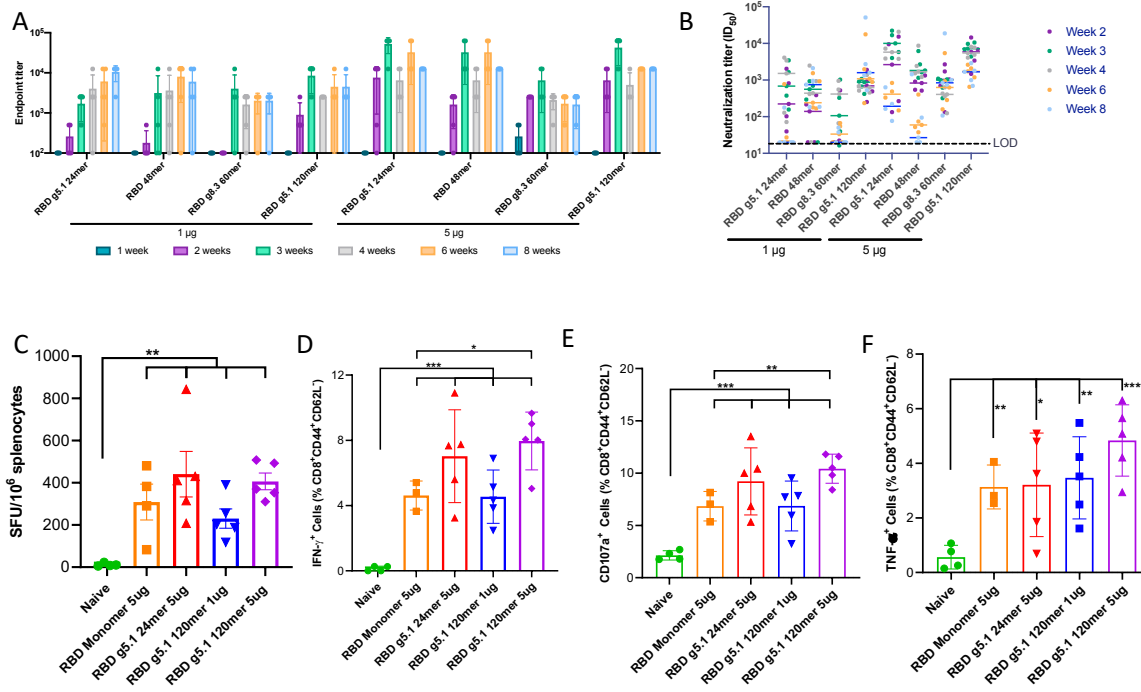 A
Endpoint titer
10⁵
10⁴
10³
10²
RBD g5.1 24mer
RBD 48mer
RBD g8.3 60mer
RBD g5.1 120mer
RBD g5.1 24mer
RBD 48mer
RBD g8.3 60mer
RBD g5.1 120mer
1 µg
5 µg
1 week
2 weeks
3 weeks
4 weeks
6 weeks
8 weeks
B
Neutralization titer (ID₅₀)
10⁵
10⁴
10³
10²
10¹
LOD
Week 2
Week 3
Week 4
Week 6
Week 8
RBD g5.1 24mer
RBD 48mer
RBD g8.3 60mer
RBD g5.1 120mer
RBD g5.1 24mer
RBD 48mer
RBD g8.3 60mer
RBD g5.1 120mer
1 µg
5 µg
C
SFU/10⁶ splenocytes
1000
800
600
400
200
0
**
Naive
RBD Monomer 5ug
RBD g5.1 24mer 5ug
RBD g5.1 120mer 1ug
RBD g5.1 120mer 5ug
D
IFN-γ⁺ Cells (% CD8⁺CD44⁺CD62L⁻)
12
8
4
0
*
***
Naive
RBD Monomer 5ug
RBD g5.1 24mer 5ug
RBD g5.1 120mer 1ug
RBD g5.1 120mer 5ug
E
CD107a⁺ Cells (% CD8⁺CD44⁺CD62L⁻)
20
15
10
5
0
**
***
Naive
RBD Monomer 5ug
RBD g5.1 24mer 5ug
RBD g5.1 120mer 1ug
RBD g5.1 120mer 5ug
F
TNF⁺ Cells (% CD8⁺CD44⁺CD62L⁻)
8
6
4
2
0
**
*
**
***
Naive
RBD Monomer 5ug
RBD g5.1 24mer 5ug
RBD g5.1 120mer 1ug
RBD g5.1 120mer 5ug